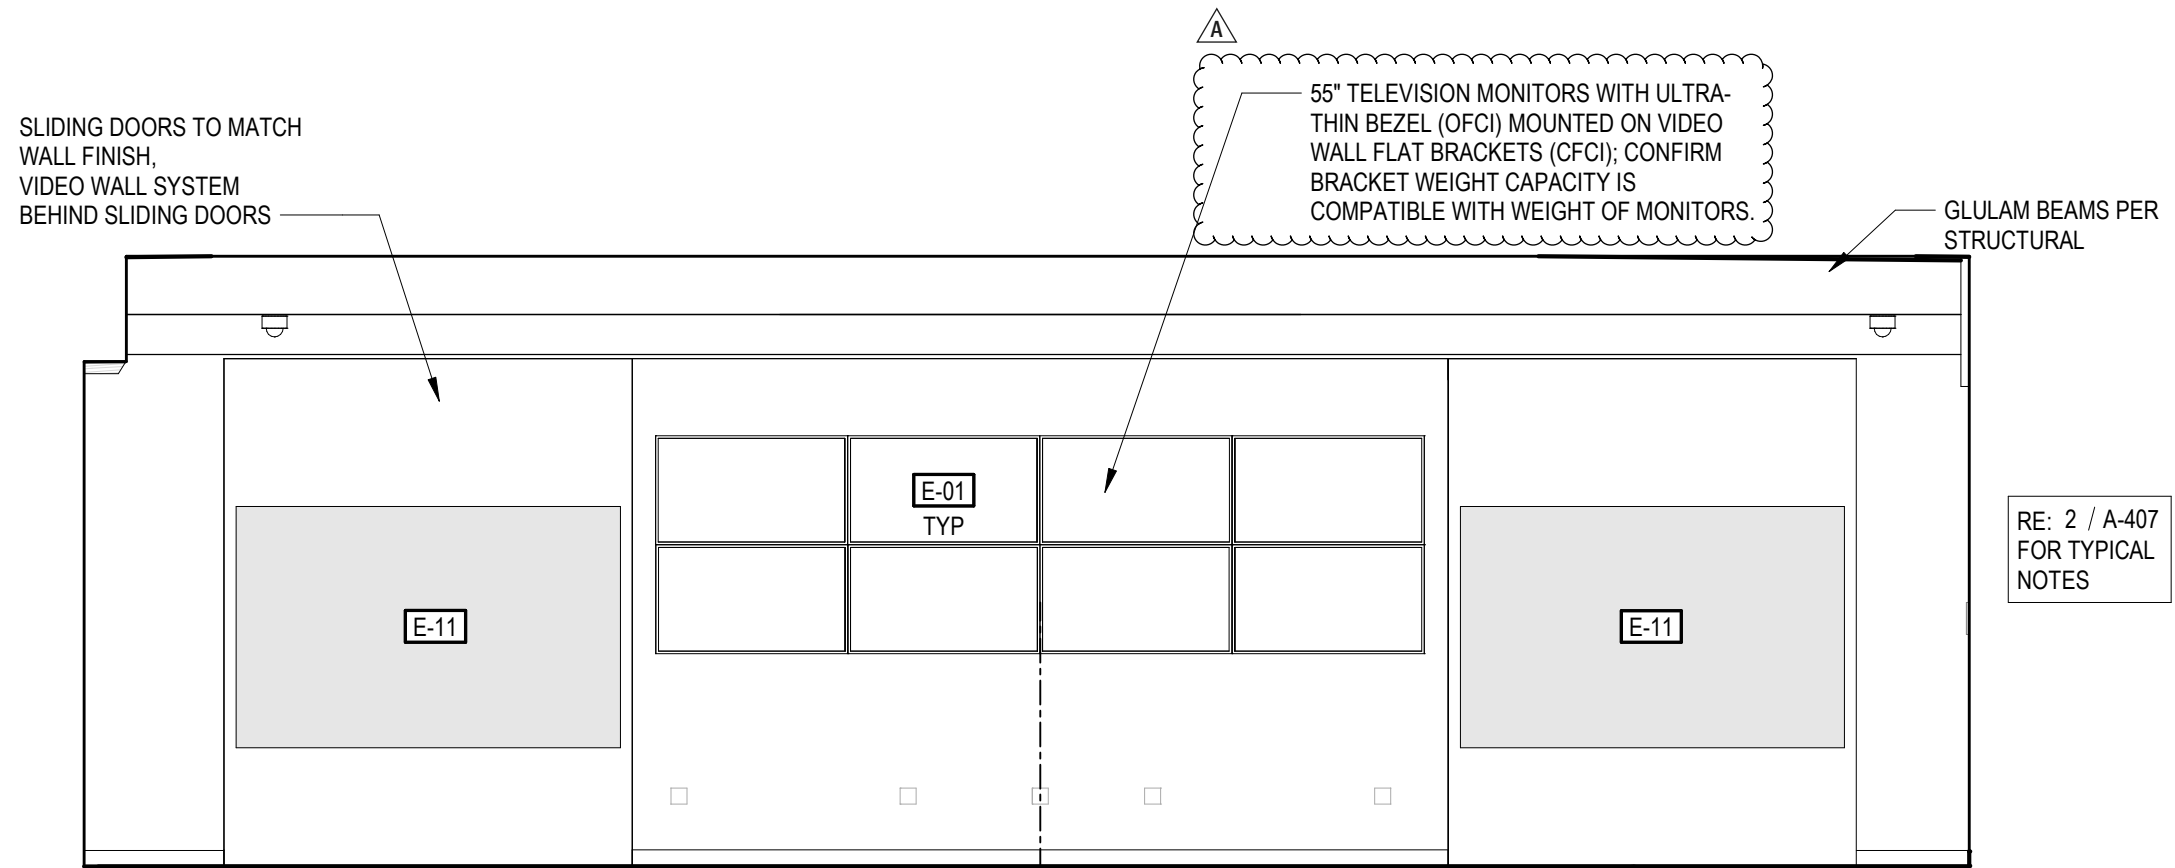 A
55" TELEVISION MONITORS WITH ULTRA-
THIN BEZEL (OFCI) MOUNTED ON VIDEO
WALL FLAT BRACKETS (CFCI); CONFIRM
BRACKET WEIGHT CAPACITY IS
COMPATIBLE WITH WEIGHT OF MONITORS.
SLIDING DOORS TO MATCH
WALL FINISH,
VIDEO WALL SYSTEM
BEHIND SLIDING DOORS
GLULAM BEAMS PER
STRUCTURAL
E-01
TYP
E-11
E-11
RE: 2 / A-407
FOR TYPICAL
NOTES